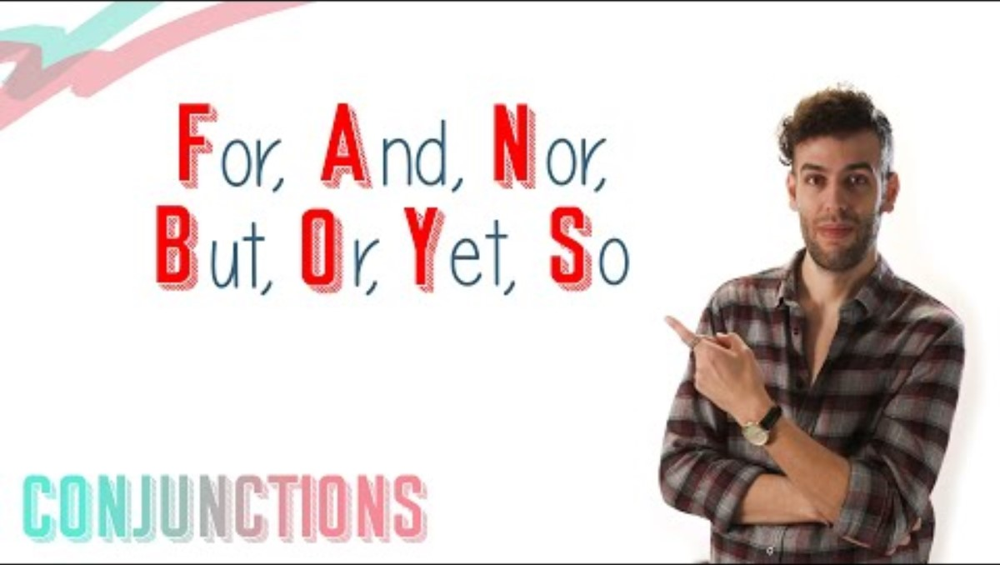 For, And, Nor,
But, Or, Yet, So
CONJUNCTIONS